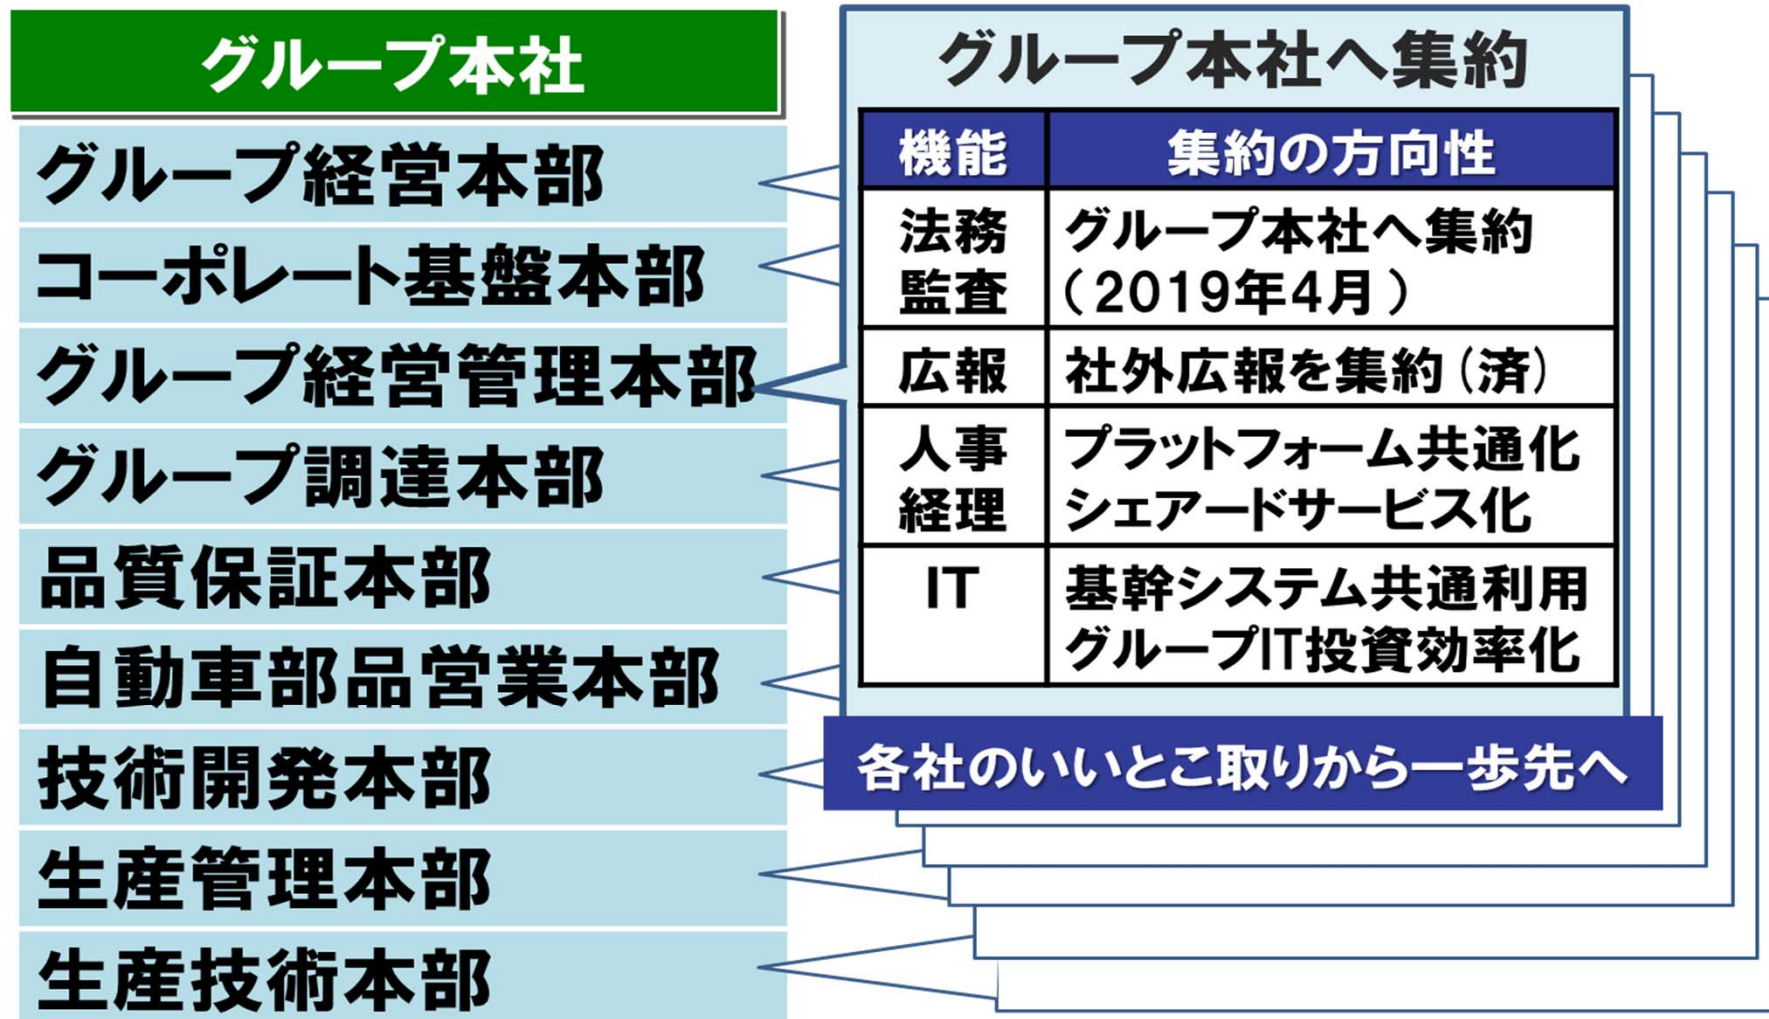 グループ本社
グループ経営本部
コーポレート基盤本部
グループ経営管理本部
グループ調達本部
品質保証本部
自動車部品営業本部
技術開発本部
生産管理本部
生産技術本部
グループ本社へ集約
機能 集約の方向性
法務 グループ本社へ集約
監査 (2019年4月)
広報 社外広報を集約(済)
人事 プラットフォーム共通化
経理 シェアードサービス化
IT 基幹システム共通利用
グループIT投資効率化
各社のいいとこ取りから一歩先へ